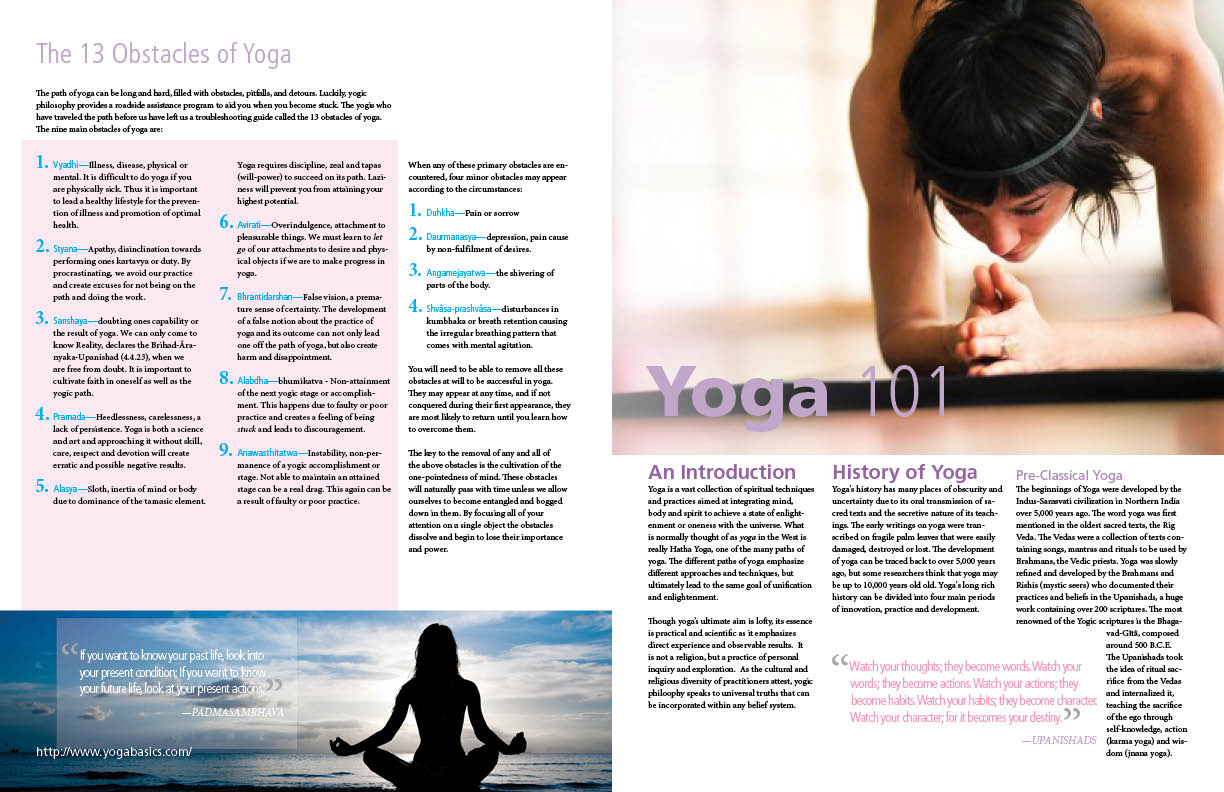 The 13 Obstacles of Yoga
The path of yoga can be long and hard, filled with obstacles, pitfalls, and detours. Luckily, yogic
philosophy provides a roadside assistance program to aid you when you become stuck. The yogis who
have traveled the path before us have left us a troubleshooting guide called the 13 obstacles of yoga.
The nine main obstacles of yoga are:
1. Vyadhi—Illness, disease, physical or
mental. It is difficult to do yoga if you
are physically sick. Thus it is important
to lead a healthy lifestyle for the preven-
tion of illness and promotion of optimal
health.
2. Styana—Apathy, disinclination towards
performing ones kartavya or duty. By
procrastinating, we avoid our practice
and create excuses for not being on the
path and doing the work.
3. Sanshaya—doubting ones capability or
the result of yoga. We can only come to
know Reality, declares the Brihad-Âra-
nyaka-Upanishad (4.4.23), when we
are free from doubt. It is important to
cultivate faith in oneself as well as the
yogic path.
4. Pramada—Heedlessness, carelessness, a
lack of persistence. Yoga is both a science
and art and approaching it without skill,
care, respect and devotion will create
erratic and possible negative results.
5. Alasya—Sloth, inertia of mind or body
due to dominance of the tamasic element.
Yoga requires discipline, zeal and tapas
(will-power) to succeed on its path. Lazi-
ness will prevent you from attaining your
highest potential.
6. Avirati—Overindulgence, attachment to
pleasurable things. We must learn to let
go of our attachments to desire and phys-
ical objects if we are to make progress in
yoga.
7. Bhrantidarshan—False vision, a prema-
ture sense of certainty. The development
of a false notion about the practice of
yoga and its outcome can not only lead
one off the path of yoga, but also create
harm and disappointment.
8. Alabdha—bhumikatva - Non-attainment
of the next yogic stage or accomplish-
ment. This happens due to faulty or poor
practice and creates a feeling of being
stuck and leads to discouragement.
9. Anawasthitatwa—Instability, non-per-
manence of a yogic accomplishment or
stage. Not able to maintain an attained
stage can be a real drag. This again can be
a result of faulty or poor practice.
When any of these primary obstacles are en-
countered, four minor obstacles may appear
according to the circumstances:
1. Duhkha—Pain or sorrow
2. Daurmanasya—depression, pain cause
by non-fulfilment of desires.
3. Angamejayatwa—the shivering of
parts of the body.
4. Shvâsa-prashvâsa—disturbances in
kumbhaka or breath retention causing
the irregular breathing pattern that
comes with mental agitation.
You will need to be able to remove all these
obstacles at will to be successful in yoga.
They may appear at any time, and if not
conquered during their first appearance, they
are most likely to return until you learn how
to overcome them.
The key to the removal of any and all of
the above obstacles is the cultivation of the
one-pointedness of mind. These obstacles
will naturally pass with time unless we allow
ourselves to become entangled and bogged
down in them. By focusing all of your
attention on a single object the obstacles
dissolve and begin to lose their importance
and power.
“If you want to know your past life, look into
your present condition; If you want to know
your future life, look at your present actions.”
—PADMASAMBHAVA
http://www.yogabasics.com/
Yoga 101
An Introduction
Yoga is a vast collection of spiritual techniques
and practices aimed at integrating mind,
body and spirit to achieve a state of enlight-
enment or oneness with the universe. What
is normally thought of as yoga in the West is
really Hatha Yoga, one of the many paths of
yoga. The different paths of yoga emphasize
different approaches and techniques, but
ultimately lead to the same goal of unification
and enlightenment.
Though yoga's ultimate aim is lofty, its essence
is practical and scientific as it emphasizes
direct experience and observable results. It
is not a religion, but a practice of personal
inquiry and exploration. As the cultural and
religious diversity of practitioners attest, yogic
philoophy speaks to universal truths that can
be incorporated within any belief system.
History of Yoga
Yoga's history has many places of obscurity and
uncertainty due to its oral transmission of sa-
cred texts and the secretive nature of its teach-
ings. The early writings on yoga were tran-
scribed on fragile palm leaves that were easily
damaged, destroyed or lost. The development
of yoga can be traced back to over 5,000 years
ago, but some researchers think that yoga may
be up to 10,000 years old old. Yoga's long rich
history can be divided into four main periods
of innovation, practice and development.
Pre-Classical Yoga
The beginnings of Yoga were developed by the
Indus-Sarasvati civilization in Northern India
over 5,000 years ago. The word yoga was first
mentioned in the oldest sacred texts, the Rig
Veda. The Vedas were a collection of texts con-
taining songs, mantras and rituals to be used by
Brahmans, the Vedic priests. Yoga was slowly
refined and developed by the Brahmans and
Rishis (mystic seers) who documented their
practices and beliefs in the Upanishads, a huge
work containing over 200 scriptures. The most
renowned of the Yogic scriptures is the Bhaga-
vad-Gîtâ, composed
around 500 B.C.E.
The Upanishads took
the idea of ritual sac-
rifice from the Vedas
and internalized it,
teaching the sacrifice
of the ego through
self-knowledge, action
(karma yoga) and wis-
dom (jnana yoga).
“Watch your thoughts; they become words. Watch your
words; they become actions. Watch your actions; they
become habits. Watch your habits; they become character.
Watch your character; for it becomes your destiny.”
—UPANISHADS